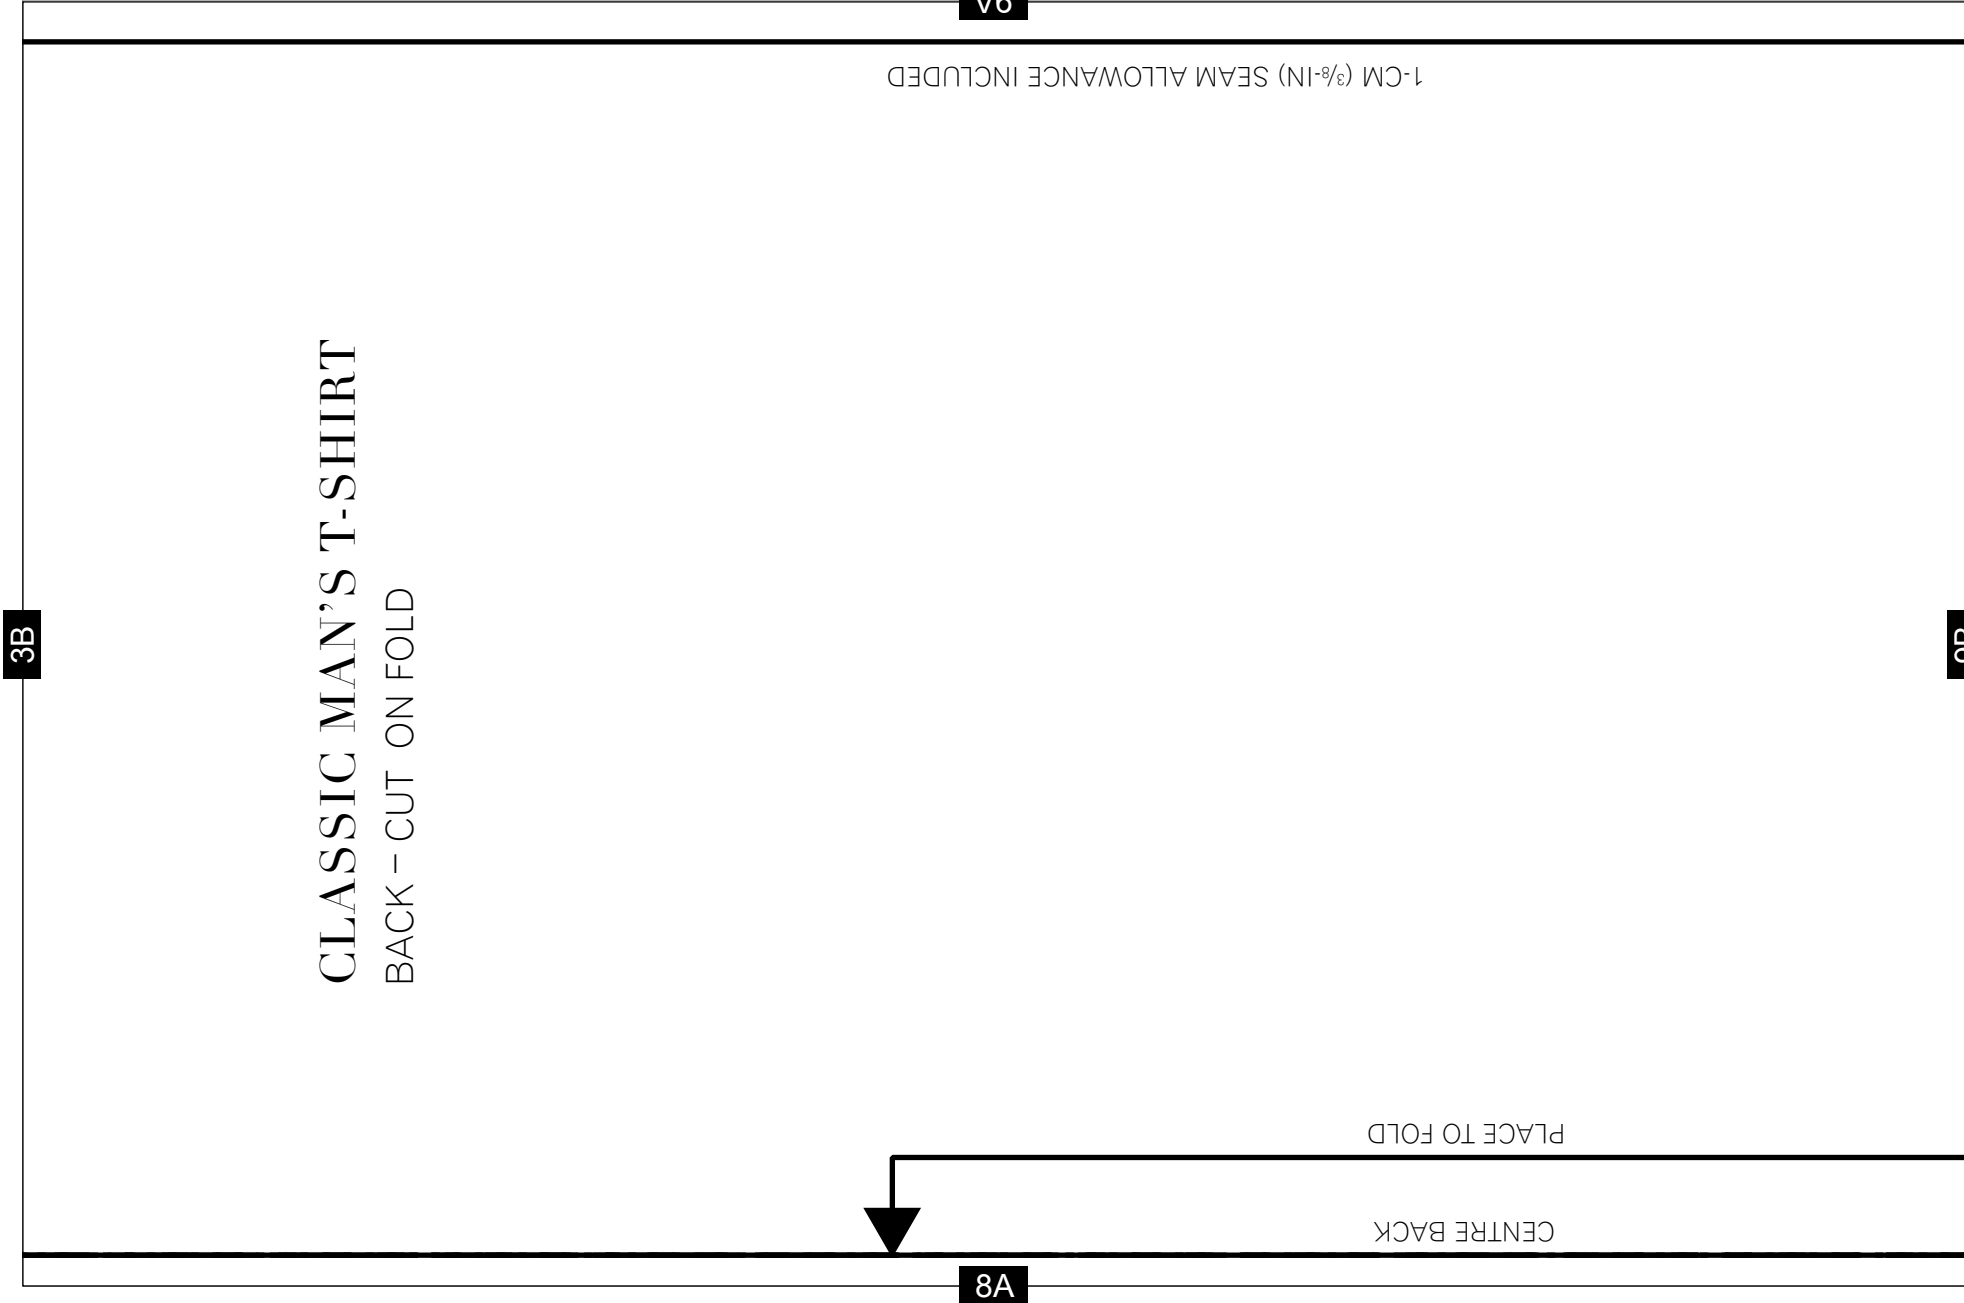 1-CM (3/8-IN) SEAM ALLOWANCE INCLUDED
CLASSIC MAN’S T-SHIRT
BACK – CUT ON FOLD
3B
PLACE TO FOLD
CENTRE BACK
8A